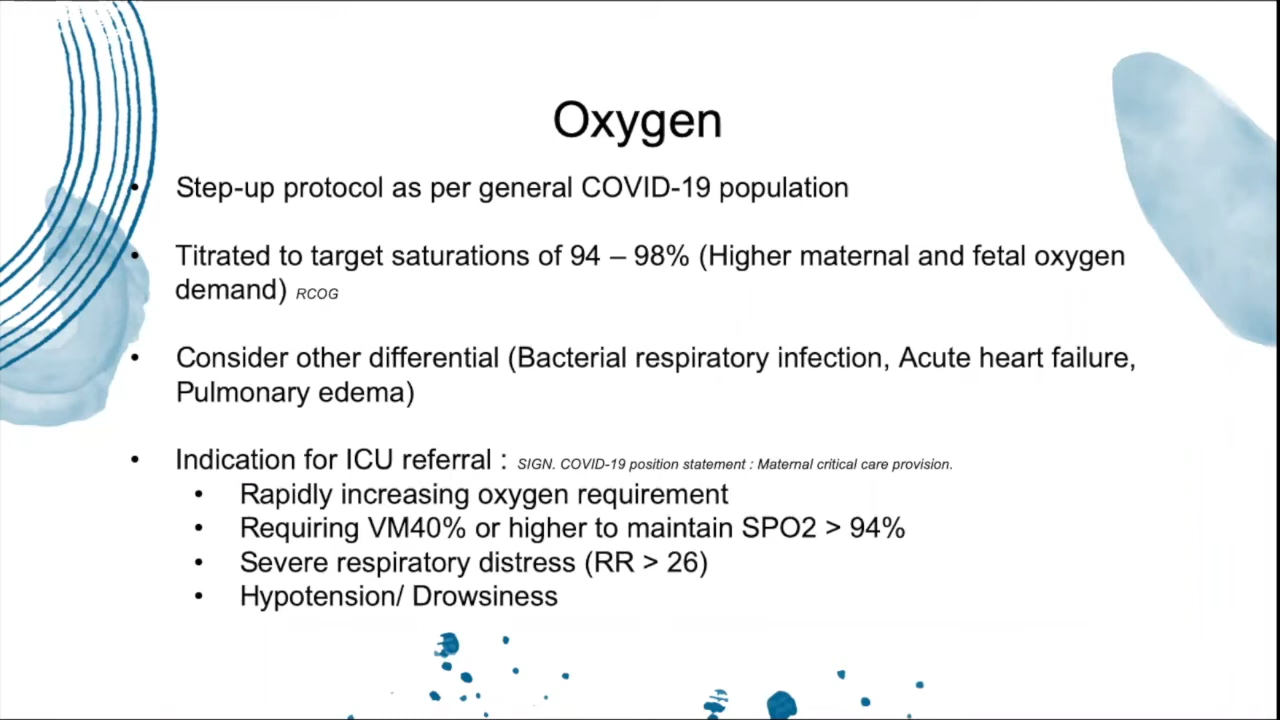 Oxygen
• Step-up protocol as per general COVID-19 population
• Titrated to target saturations of 94 – 98% (Higher maternal and fetal oxygen
demand) RCOG
• Consider other differential (Bacterial respiratory infection, Acute heart failure,
Pulmonary edema)
• Indication for ICU referral : SIGN. COVID-19 position statement : Maternal critical care provision.
• Rapidly increasing oxygen requirement
• Requiring VM40% or higher to maintain SPO2 > 94%
• Severe respiratory distress (RR > 26)
• Hypotension/ Drowsiness